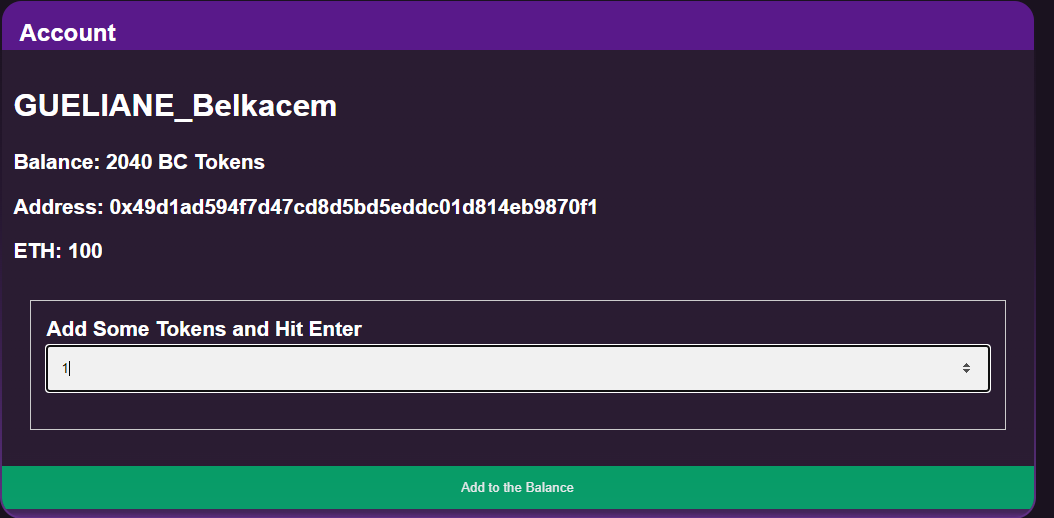 Account
GUELIANE_Belkacem
Balance: 2040 BC Tokens
Address: 0x49d1ad594f7d47cd8d5bd5eddc01d814eb9870f1
ETH: 100
Add Some Tokens and Hit Enter
1
Add to the Balance